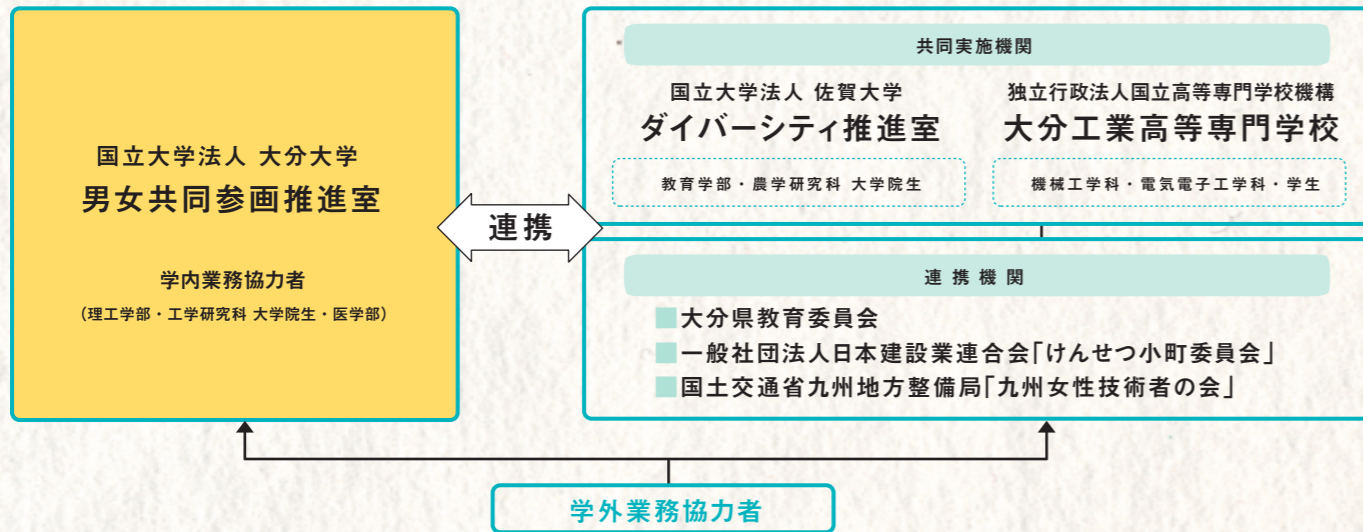 国立大学法人 大分大学
男女共同参画推進室
学内業務協力者
(理工学部・工学研究科 大学院生・医学部)
連携
共同実施機関
国立大学法人 佐賀大学
ダイバーシティ推進室
教育学部・農学研究科 大学院生
独立行政法人国立高等専門学校機構
大分工業高等専門学校
機械工学科・電気電子工学科・学生
連携機関
大分県教育委員会
一般社団法人日本建設業連合会「けんせつ小町委員会」
国土交通省九州地方整備局「九州女性技術者の会」
学外業務協力者